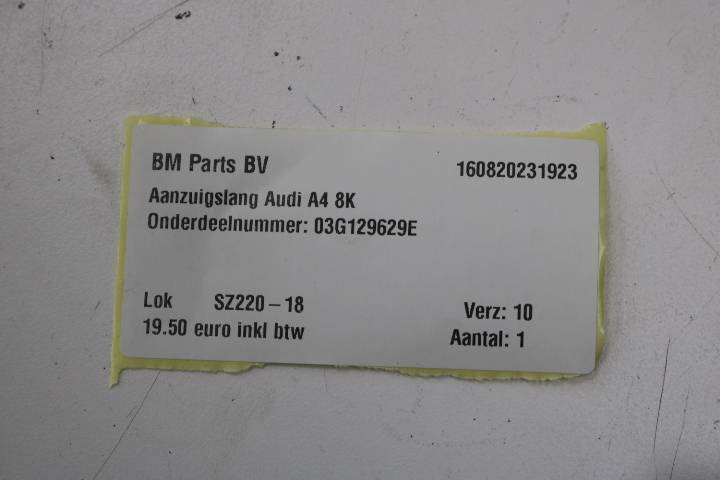 BM Parts BV 160820231923
Aanzuigslang Audi A4 8K
Onderdeelnummer: 03G129629E
Lok SZ220-18 Verz: 10
19.50 euro inkl btw Aantal: 1